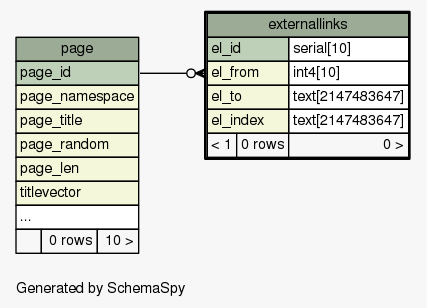 page
page_id
page_namespace
page_title
page_random
page_len
titlevector
...
0 rows 10 >
externallinks
el_id serial[10]
el_from int4[10]
el_to text[2147483647]
el_index text[2147483647]
< 1 0 rows 0 >
Generated by SchemaSpy